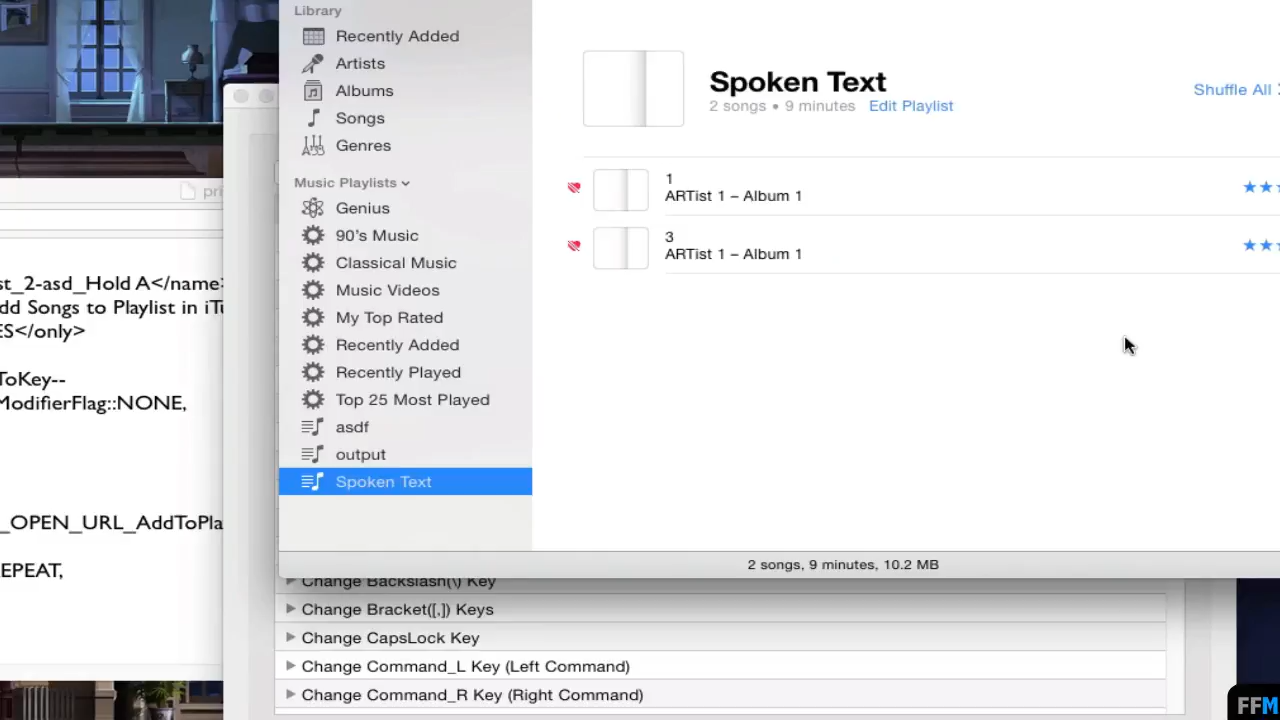 Library
Recently Added
Artists
Albums
Songs
Genres
Music Playlists
Genius
90's Music
Classical Music
Music Videos
My Top Rated
Recently Added
Recently Played
Top 25 Most Played
asdf
output
Spoken Text
Spoken Text
2 songs • 9 minutes Edit Playlist
Shuffle All
1
ARTist 1 – Album 1
3
ARTist 1 – Album 1
2 songs, 9 minutes, 10.2 MB
pri
st_2-asd_Hold A</name>
dd Songs to Playlist in iTu
ES</only>
ToKey--
ModifierFlag::NONE,
_OPEN_URL_AddToPla
EPEAT,
Change Backslash(\) Key
Change Bracket([,]) Keys
Change CapsLock Key
Change Command_L Key (Left Command)
Change Command_R Key (Right Command)
FFM